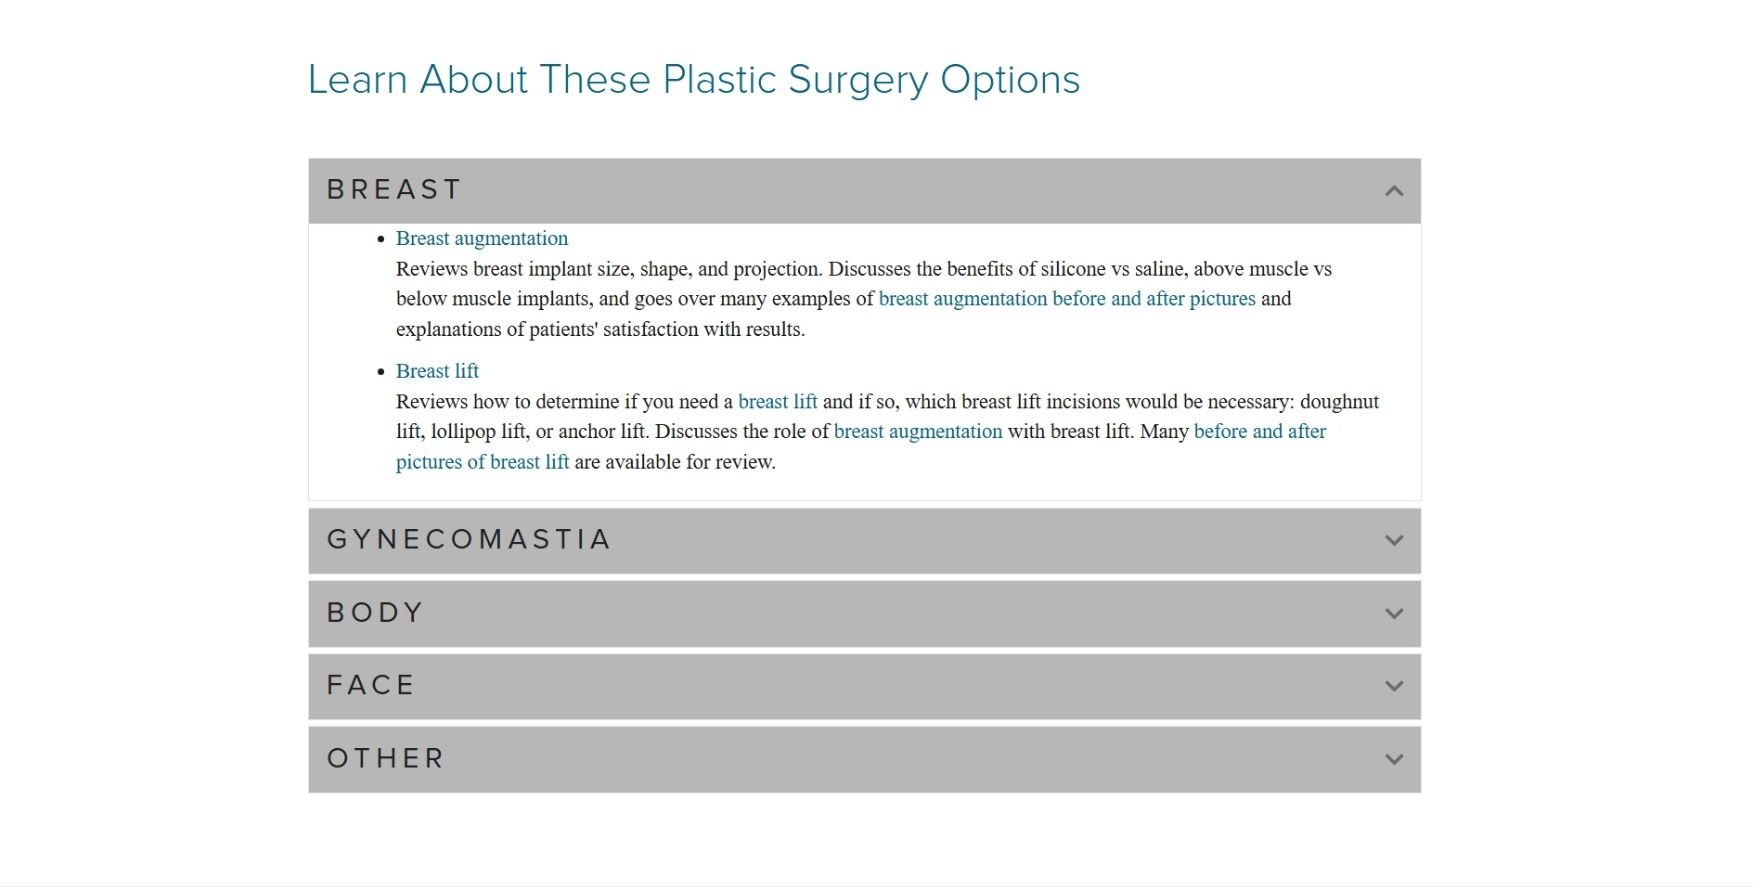 Learn About These Plastic Surgery Options
BREAST
Breast augmentation
Reviews breast implant size, shape, and projection. Discusses the benefits of silicone vs saline, above muscle vs
below muscle implants, and goes over many examples of breast augmentation before and after pictures and
explanations of patients' satisfaction with results.
Breast lift
Reviews how to determine if you need a breast lift and if so, which breast lift incisions would be necessary: doughnut
lift, lollipop lift, or anchor lift. Discusses the role of breast augmentation with breast lift. Many before and after
pictures of breast lift are available for review.
GYNECOMASTIA
BODY
FACE
OTHER